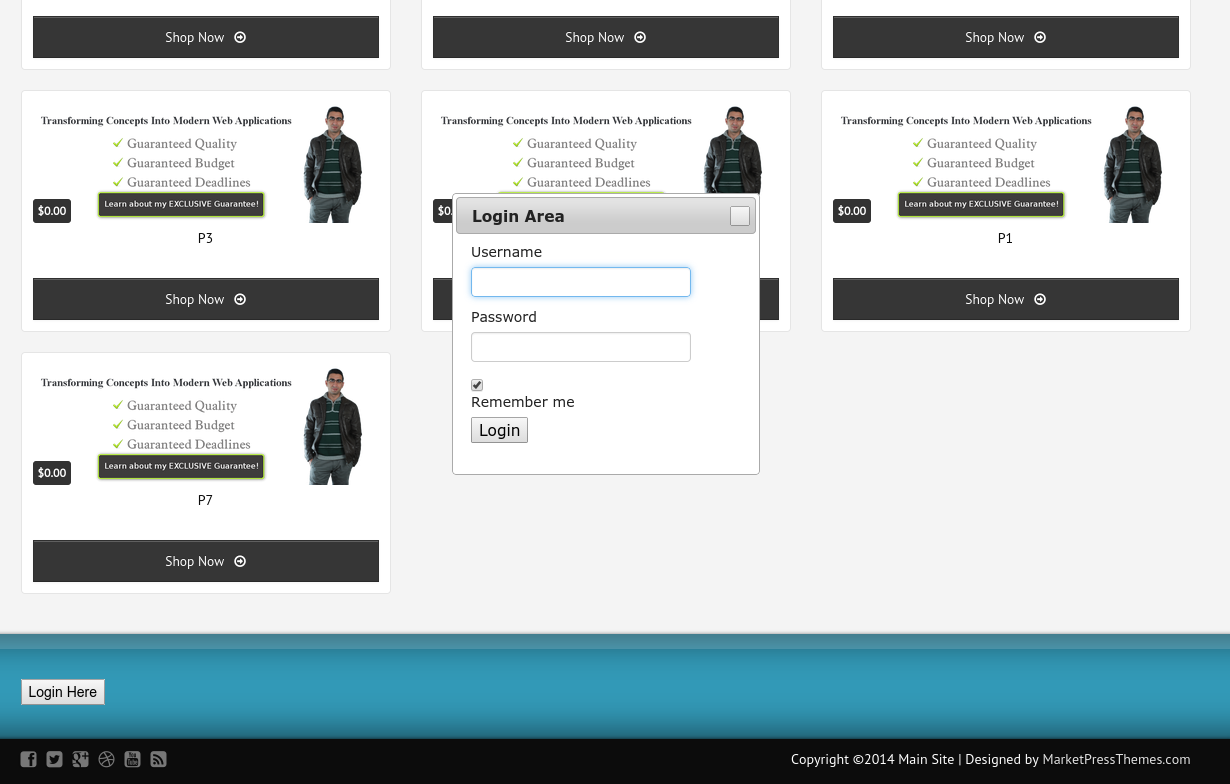 Shop Now
Shop Now
Shop Now
Transforming Concepts Into Modern Web Applications
Guaranteed Quality
Guaranteed Budget
Guaranteed Deadlines
Learn about my EXCLUSIVE Guarantee!
$0.00
P3
Shop Now
Transforming Concepts Into Modern Web Applications
Guaranteed Quality
Guaranteed Budget
Guaranteed Deadlines
Transforming Concepts Into Modern Web Applications
Guaranteed Quality
Guaranteed Budget
Guaranteed Deadlines
Learn about my EXCLUSIVE Guarantee!
$0.00
P1
Shop Now
Login Area
Username
Password
Remember me
Login
Transforming Concepts Into Modern Web Applications
Guaranteed Quality
Guaranteed Budget
Guaranteed Deadlines
Learn about my EXCLUSIVE Guarantee!
$0.00
P7
Shop Now
Login Here
Copyright ©2014 Main Site | Designed by MarketPressThemes.com